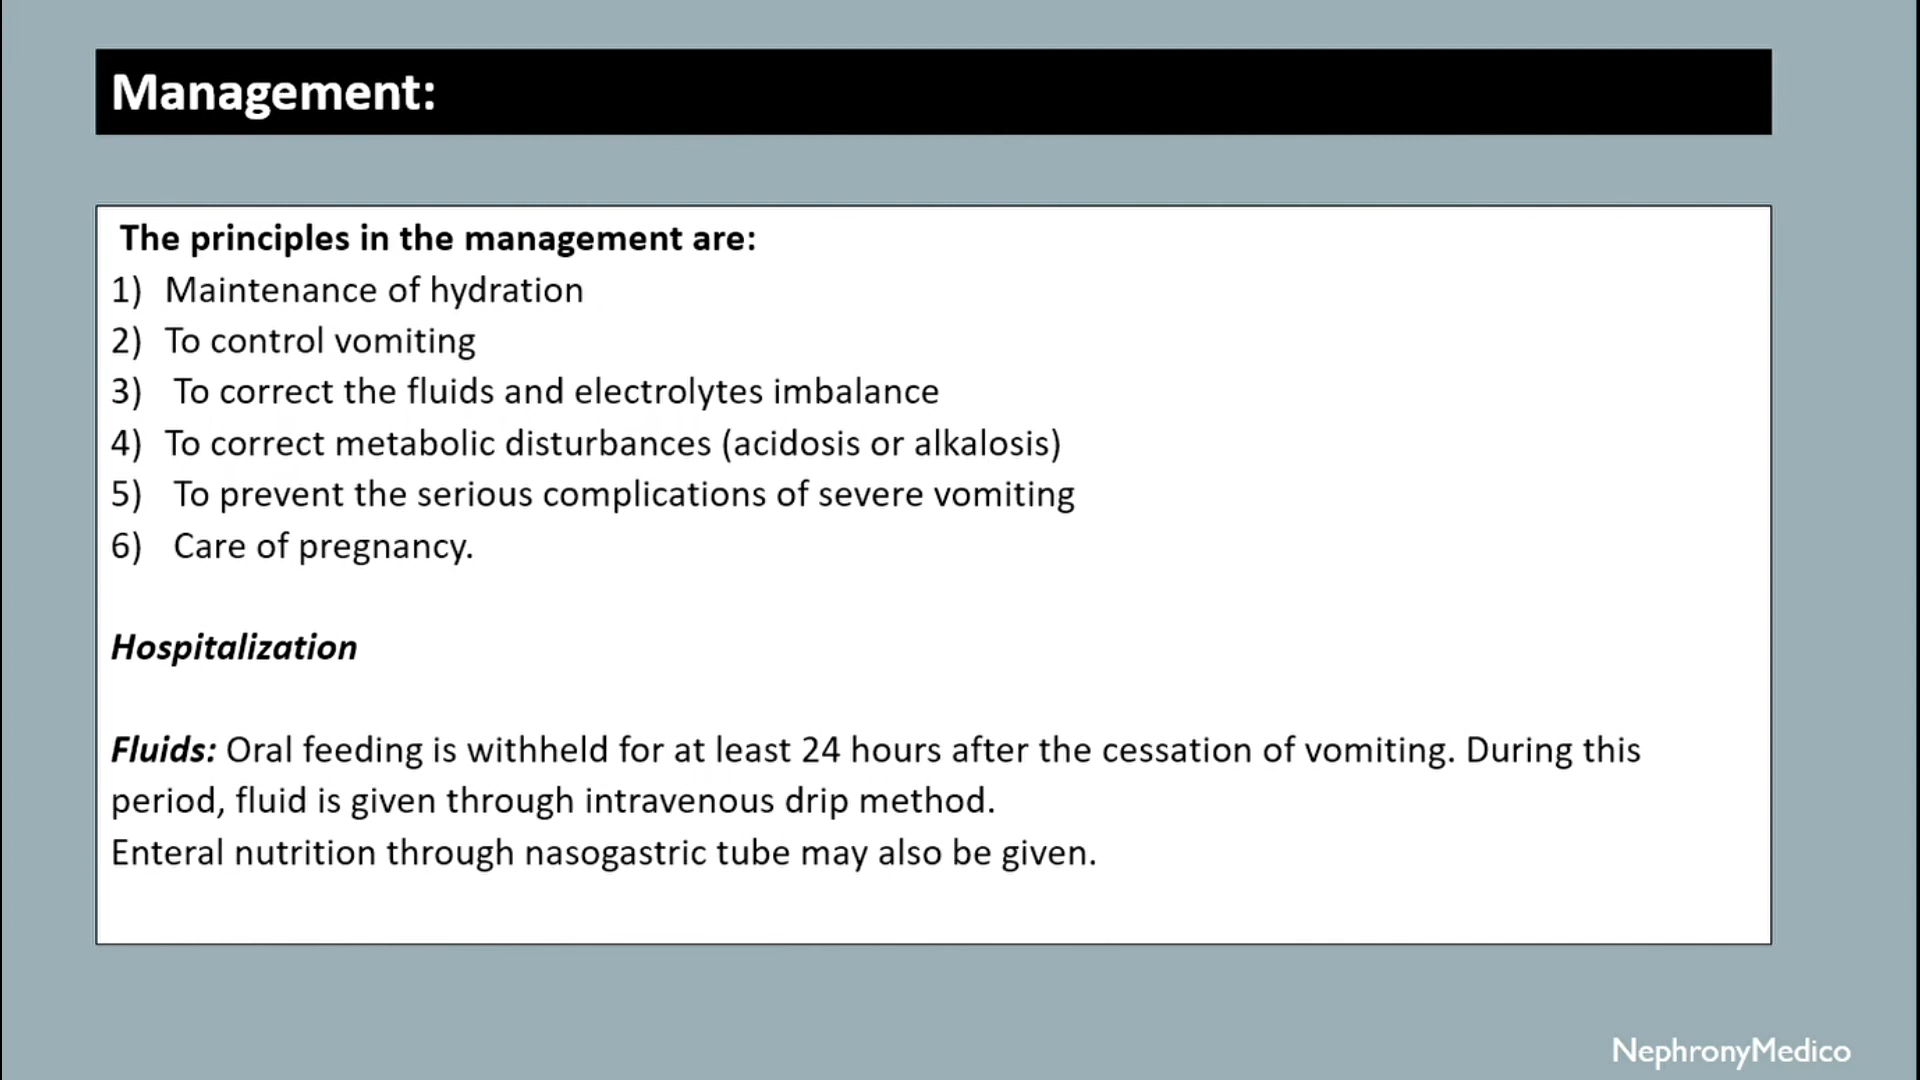 Management:
The principles in the management are:
1) Maintenance of hydration
2) To control vomiting
3) To correct the fluids and electrolytes imbalance
4) To correct metabolic disturbances (acidosis or alkalosis)
5) To prevent the serious complications of severe vomiting
6) Care of pregnancy.
Hospitalization
Fluids: Oral feeding is withheld for at least 24 hours after the cessation of vomiting. During this
period, fluid is given through intravenous drip method.
Enteral nutrition through nasogastric tube may also be given.
NephronyMedico